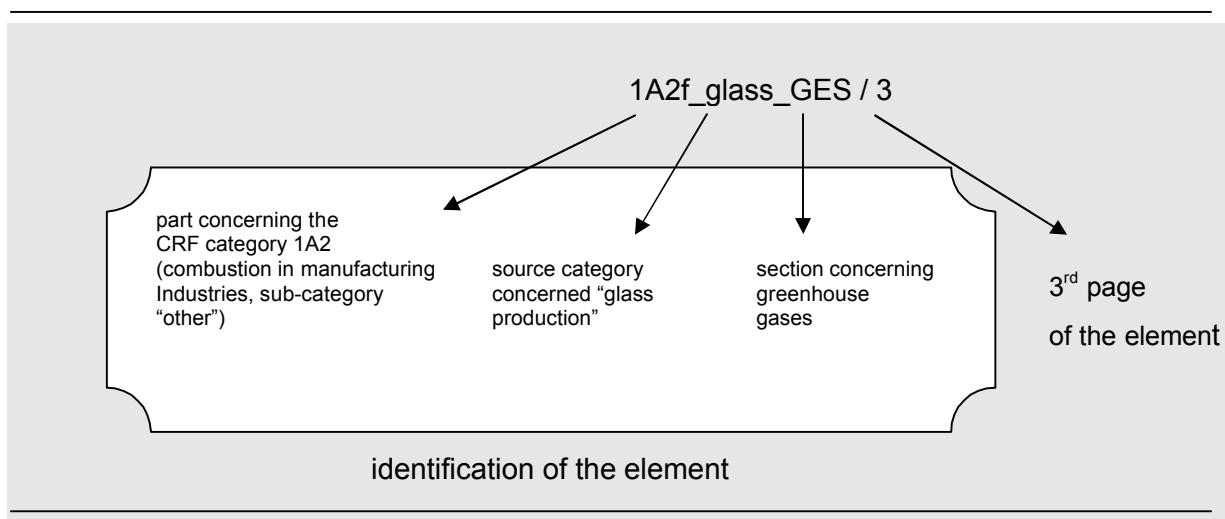 1A2f_glass_GES / 3
part concerning the
CRF category 1A2
(combustion in manufacturing
Industries, sub-category
“other”)
source category
concerned “glass
production”
section concerning
greenhouse
gases
3rd page
of the element
identification of the element